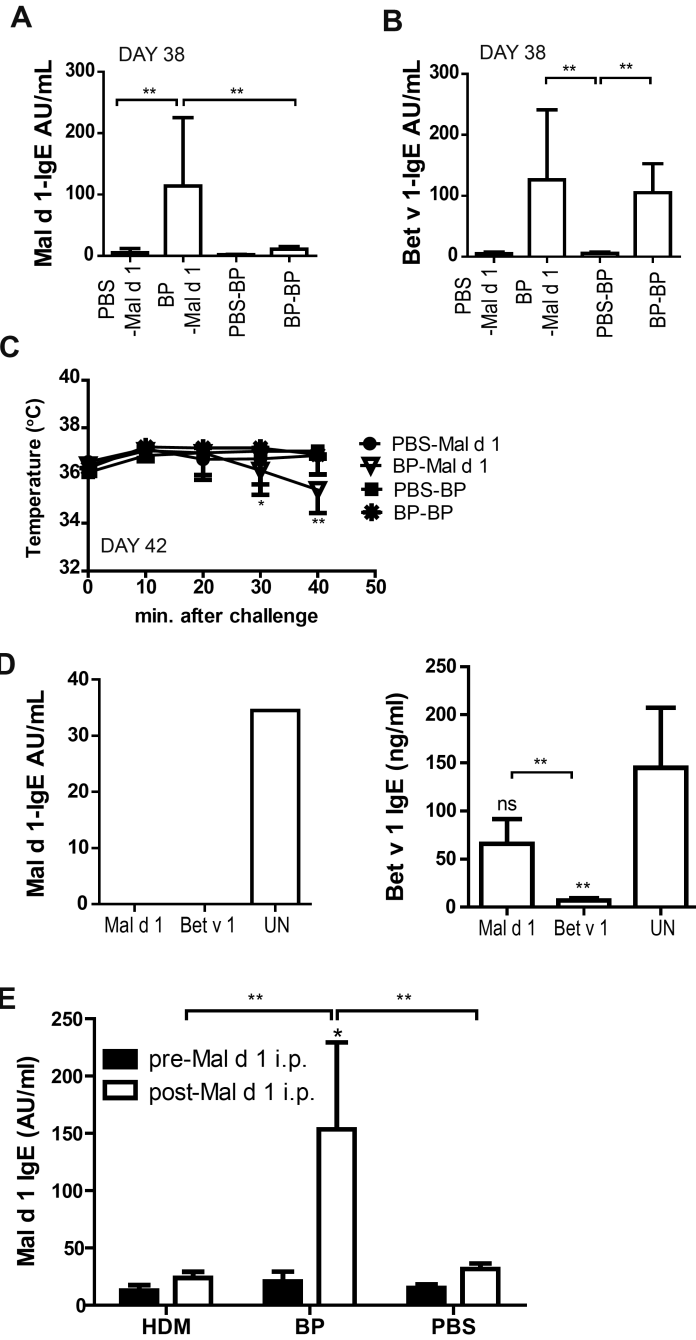 A
DAY 38
Mal d 1-IgE AU/mL
300
200
100
0
** **
PBS
-Mal d 1
BP
-Mal d 1
PBS-BP
BP-BP
B
DAY 38
Bet v 1-IgE AU/mL
300
200
100
0
** **
PBS
-Mal d 1
BP
-Mal d 1
PBS-BP
BP-BP
C
Temperature (°C)
40
38
36
34
32
* **
DAY 42
0 10 20 30 40 50
min. after challenge
PBS-Mal d 1
BP-Mal d 1
PBS-BP
BP-BP
D
Mal d 1-IgE AU/mL
40
30
20
10
0
Mal d 1 Bet v 1 UN
Bet v 1 IgE (ng/ml)
250
200
150
100
50
0
**
ns
**
Mal d 1 Bet v 1 UN
E
Mal d 1 IgE (AU/ml)
250
200
150
100
50
0
** **
*
pre-Mal d 1 i.p.
post-Mal d 1 i.p.
HDM BP PBS